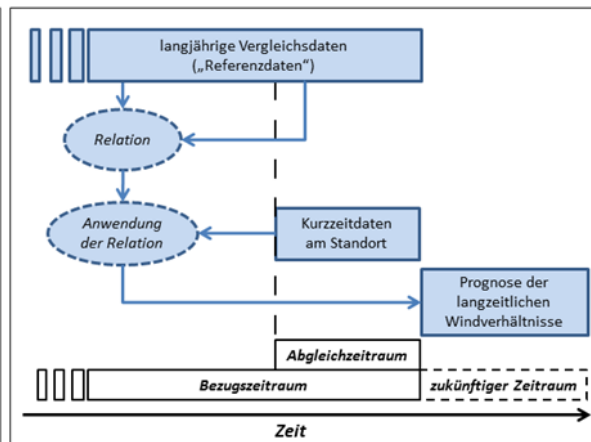 langjährige Vergleichsdaten
(„Referenzdaten“)
Relation
Anwendung
der Relation
Kurzzeitdaten
am Standort
Prognose der
langzeitlichen
Windverhältnisse
Abgleichzeitraum
Bezugszeitraum
zukünftiger Zeitraum
Zeit